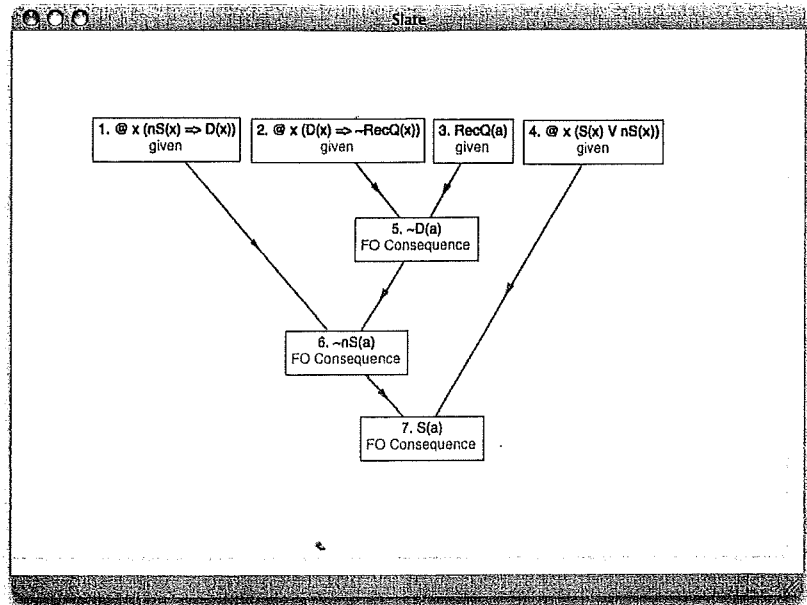 Slate
1. @ x (nS(x) => D(x))
given
2. @ x (D(x) => ~RecQ(x))
given
3. RecQ(a)
given
4. @ x (S(x) V nS(x))
given
5. ~D(a)
FO Consequence
6. ~nS(a)
FO Consequence
7. S(a)
FO Consequence